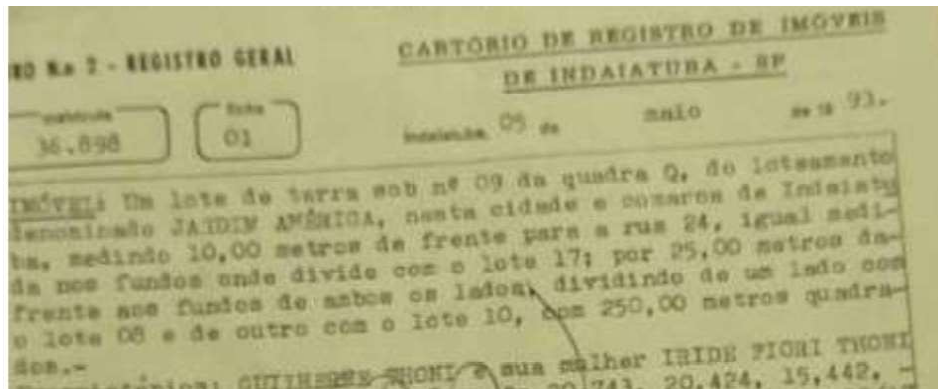 Nº 2 - REGISTRO GERAL
CARTÓRIO DE REGISTRO DE IMÓVEIS
DE INDAIATUBA - SP
matrícula
36.898
ficha
01
Indaiatuba, 05 de maio de 19 93.
IMÓVEL: Um lote de terra sob nº 09 da quadra Q, do loteamento
denominado JARDIM AMÉRICA, nesta cidade e comarca de Indaiatu
ba, medindo 10,00 metros de frente para a rua 24, igual medi-
da nos fundos onde divide com o lote 17; por 25,00 metros da-
frente aos fundos de ambos os lados, dividindo de um lado com
o lote 08 e de outro com o lote 10, com 250,00 metros quadra-
dos.-
GUILHERME THONI e sua mulher IRIDE FIORI THONI
20.424, 15,442, -